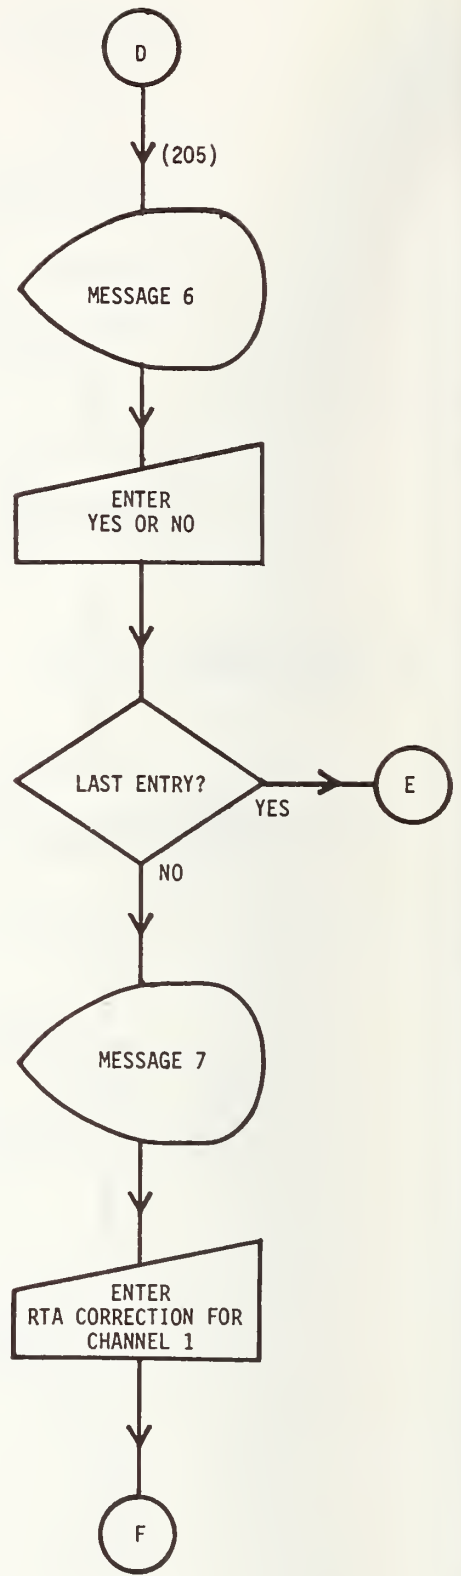 D
(205)
MESSAGE 6
ENTER
YES OR NO
LAST ENTRY?
YES
E
NO
MESSAGE 7
ENTER
RTA CORRECTION FOR
CHANNEL 1
F